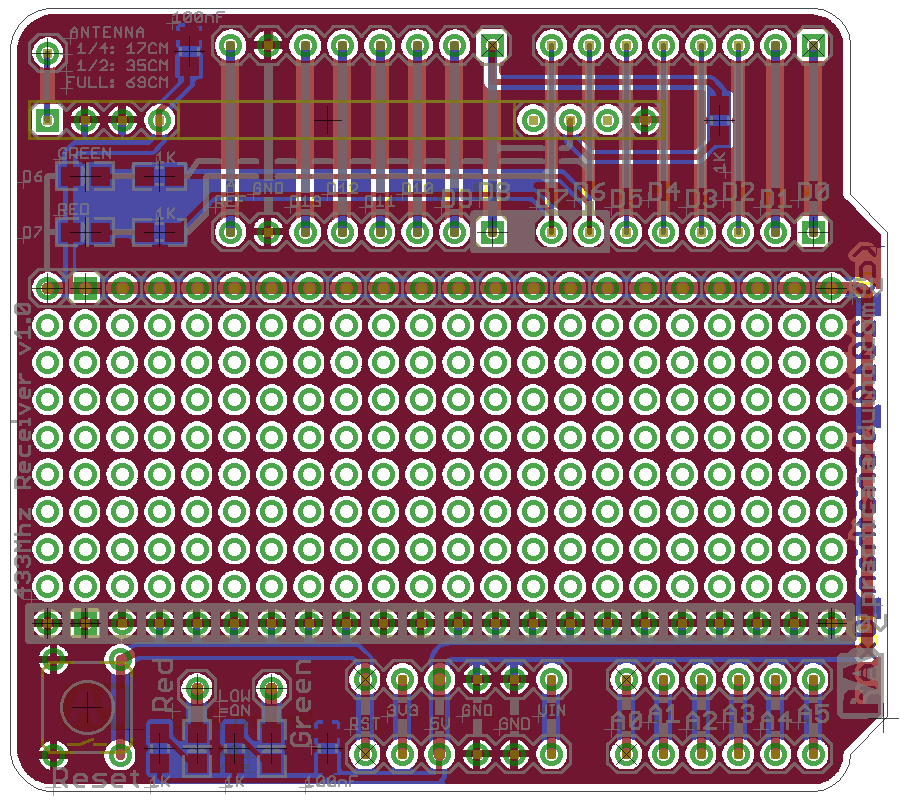 100nF
ANTENNA
1/4: 17CM
1/2: 35CM
FULL: 69CM
GREEN
1K
1K
D6
RED
1K
D7
A
REF
GND
D13
D12
D11
D10
D9
D8
D7
D6
D5
D4
D3
D2
D1
D0
433Mhz Receiver v1.0
Red
LOW
=ON
Green
RST
3V3
5V
GND
GND
VIN
A0
A1
A2
A3
A4
A5
Reset
1K
1K
100nF